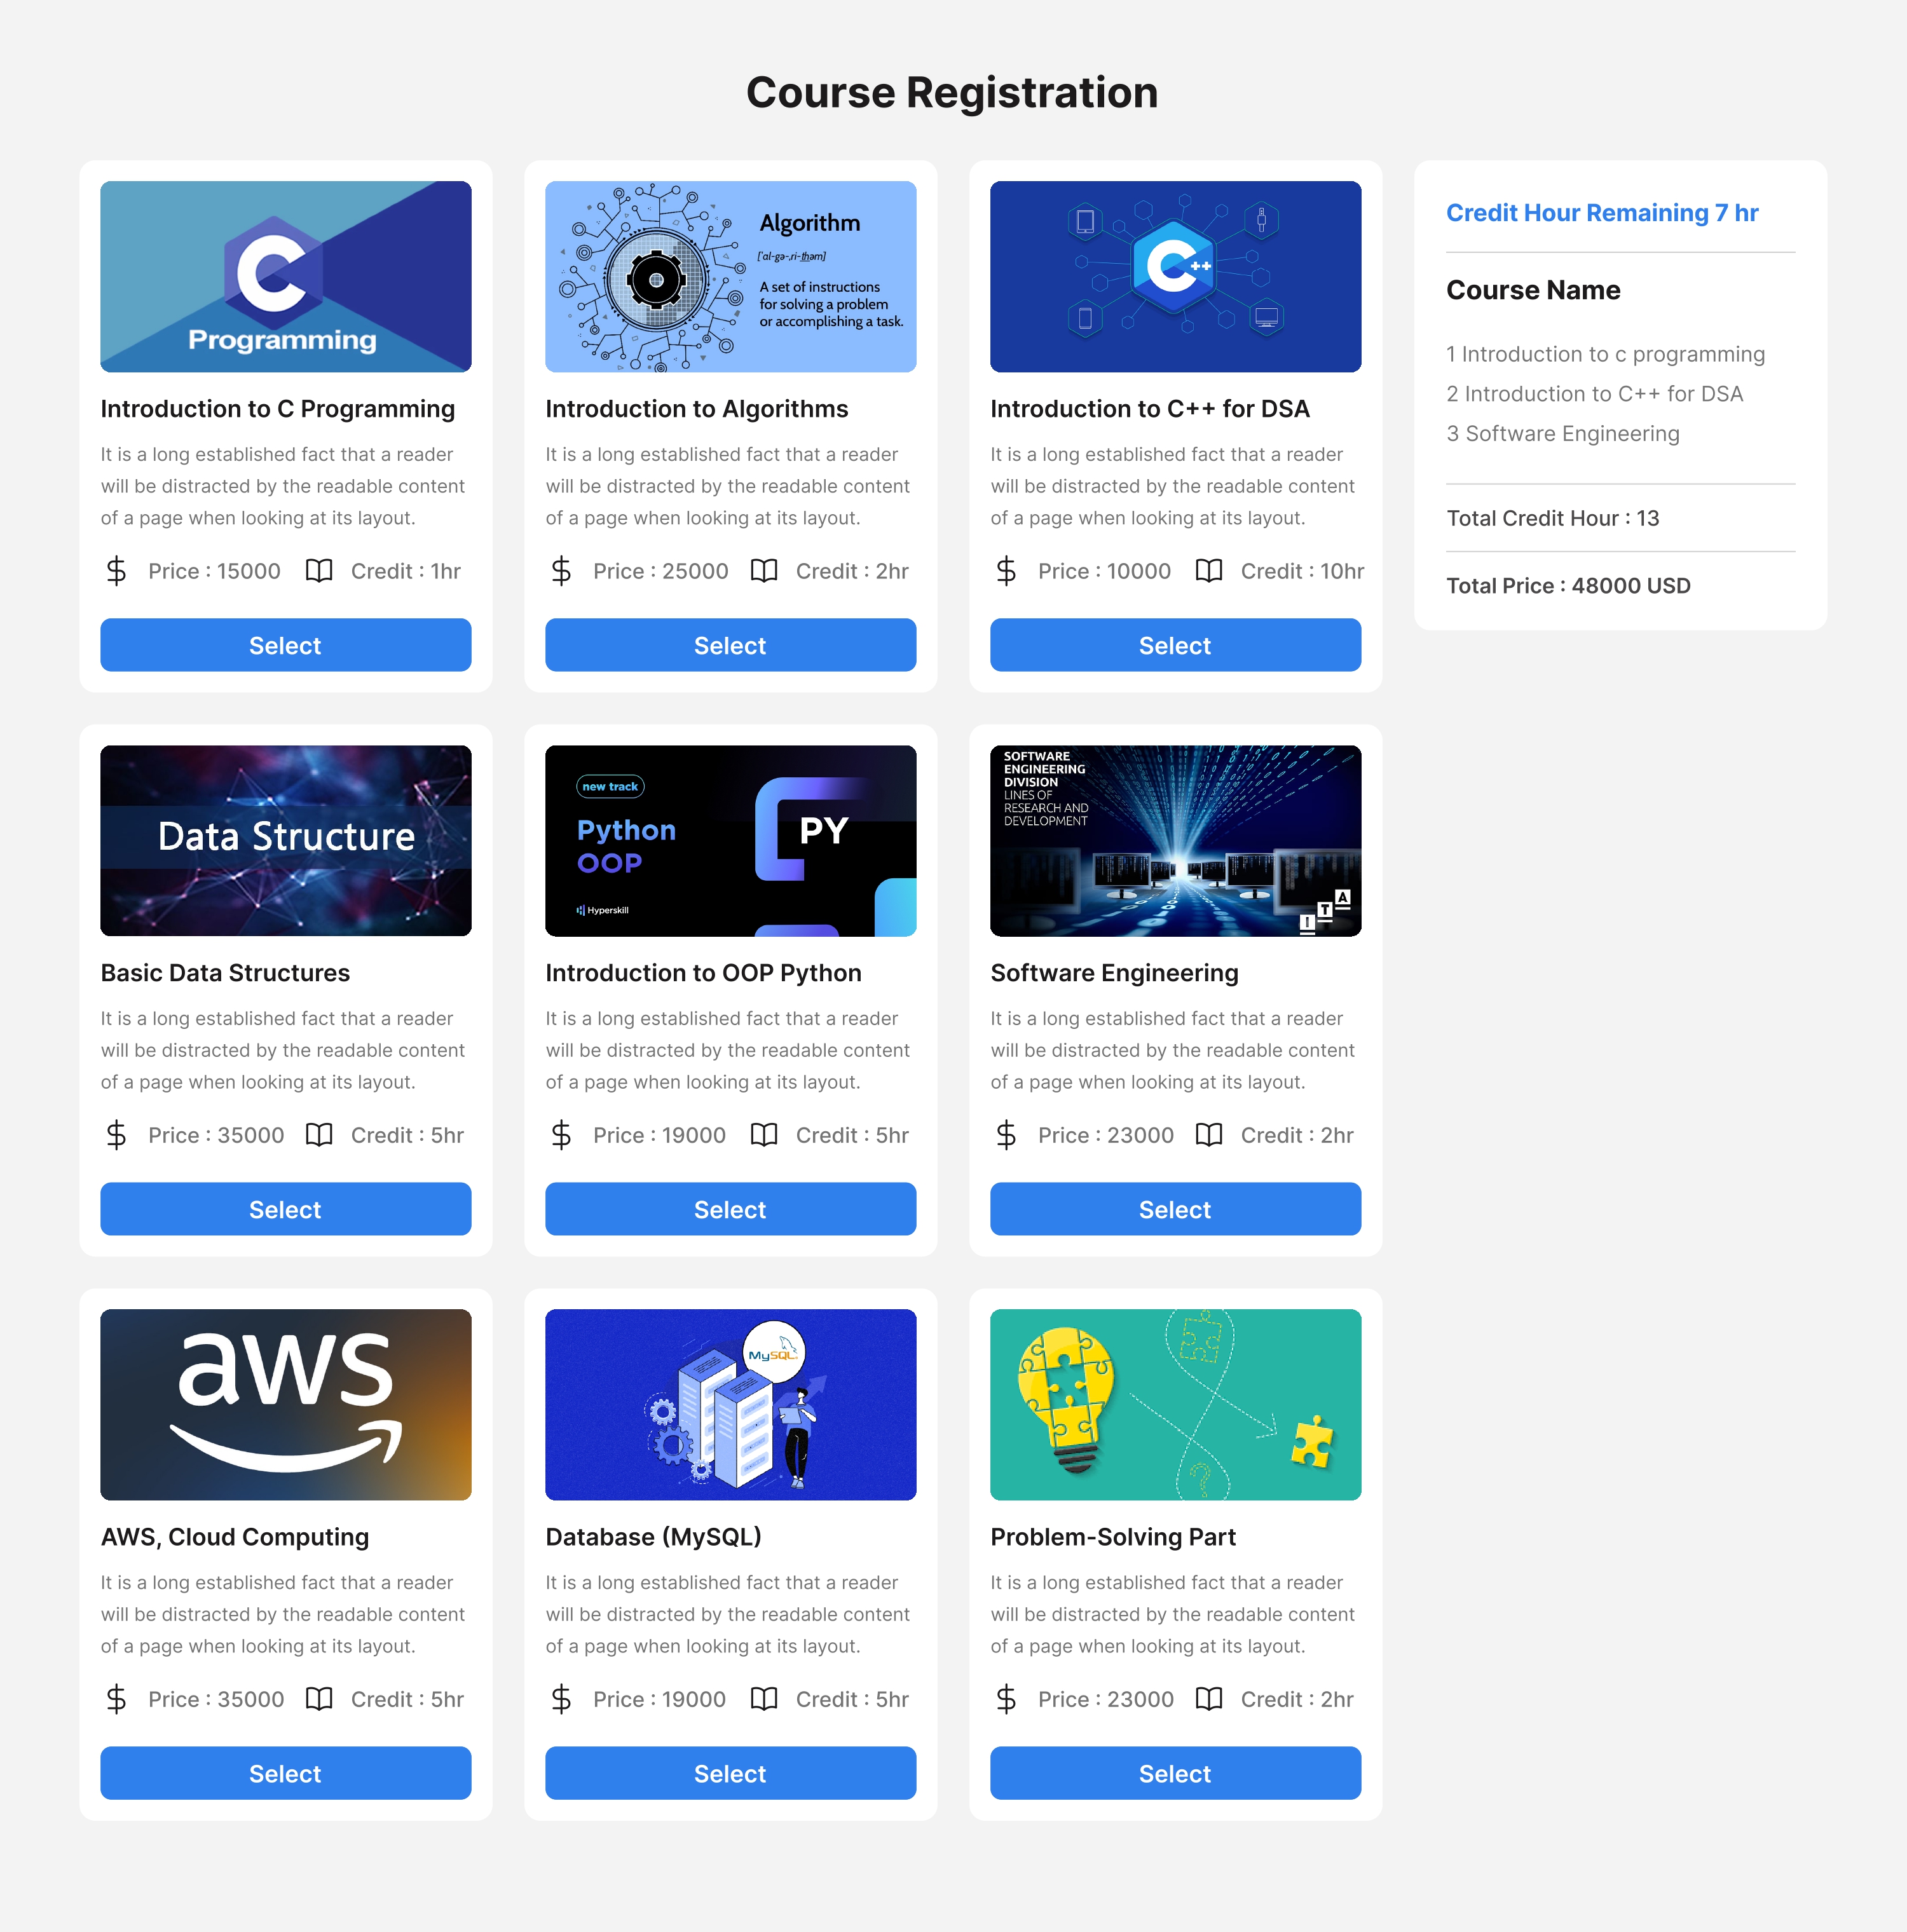 Course Registration
C
Programming
Introduction to C Programming
It is a long established fact that a reader
will be distracted by the readable content
of a page when looking at its layout.
Price : 15000 Credit : 1hr
Select
Algorithm
['al-gə-,ri-t͟həm]
A set of instructions
for solving a problem
or accomplishing a task.
Introduction to Algorithms
It is a long established fact that a reader
will be distracted by the readable content
of a page when looking at its layout.
Price : 25000 Credit : 2hr
Select
C++
Introduction to C++ for DSA
It is a long established fact that a reader
will be distracted by the readable content
of a page when looking at its layout.
Price : 10000 Credit : 10hr
Select
Credit Hour Remaining 7 hr
Course Name
1 Introduction to c programming
2 Introduction to C++ for DSA
3 Software Engineering
Total Credit Hour : 13
Total Price : 48000 USD
Data Structure
Basic Data Structures
It is a long established fact that a reader
will be distracted by the readable content
of a page when looking at its layout.
Price : 35000 Credit : 5hr
Select
new track
Python
OOP
PY
Hyperskill
Introduction to OOP Python
It is a long established fact that a reader
will be distracted by the readable content
of a page when looking at its layout.
Price : 19000 Credit : 5hr
Select
SOFTWARE
ENGINEERING
DIVISION
LINES OF
RESEARCH AND
DEVELOPMENT
ITA
Software Engineering
It is a long established fact that a reader
will be distracted by the readable content
of a page when looking at its layout.
Price : 23000 Credit : 2hr
Select
aws
AWS, Cloud Computing
It is a long established fact that a reader
will be distracted by the readable content
of a page when looking at its layout.
Price : 35000 Credit : 5hr
Select
MySQL
Database (MySQL)
It is a long established fact that a reader
will be distracted by the readable content
of a page when looking at its layout.
Price : 19000 Credit : 5hr
Select
?
Problem-Solving Part
It is a long established fact that a reader
will be distracted by the readable content
of a page when looking at its layout.
Price : 23000 Credit : 2hr
Select